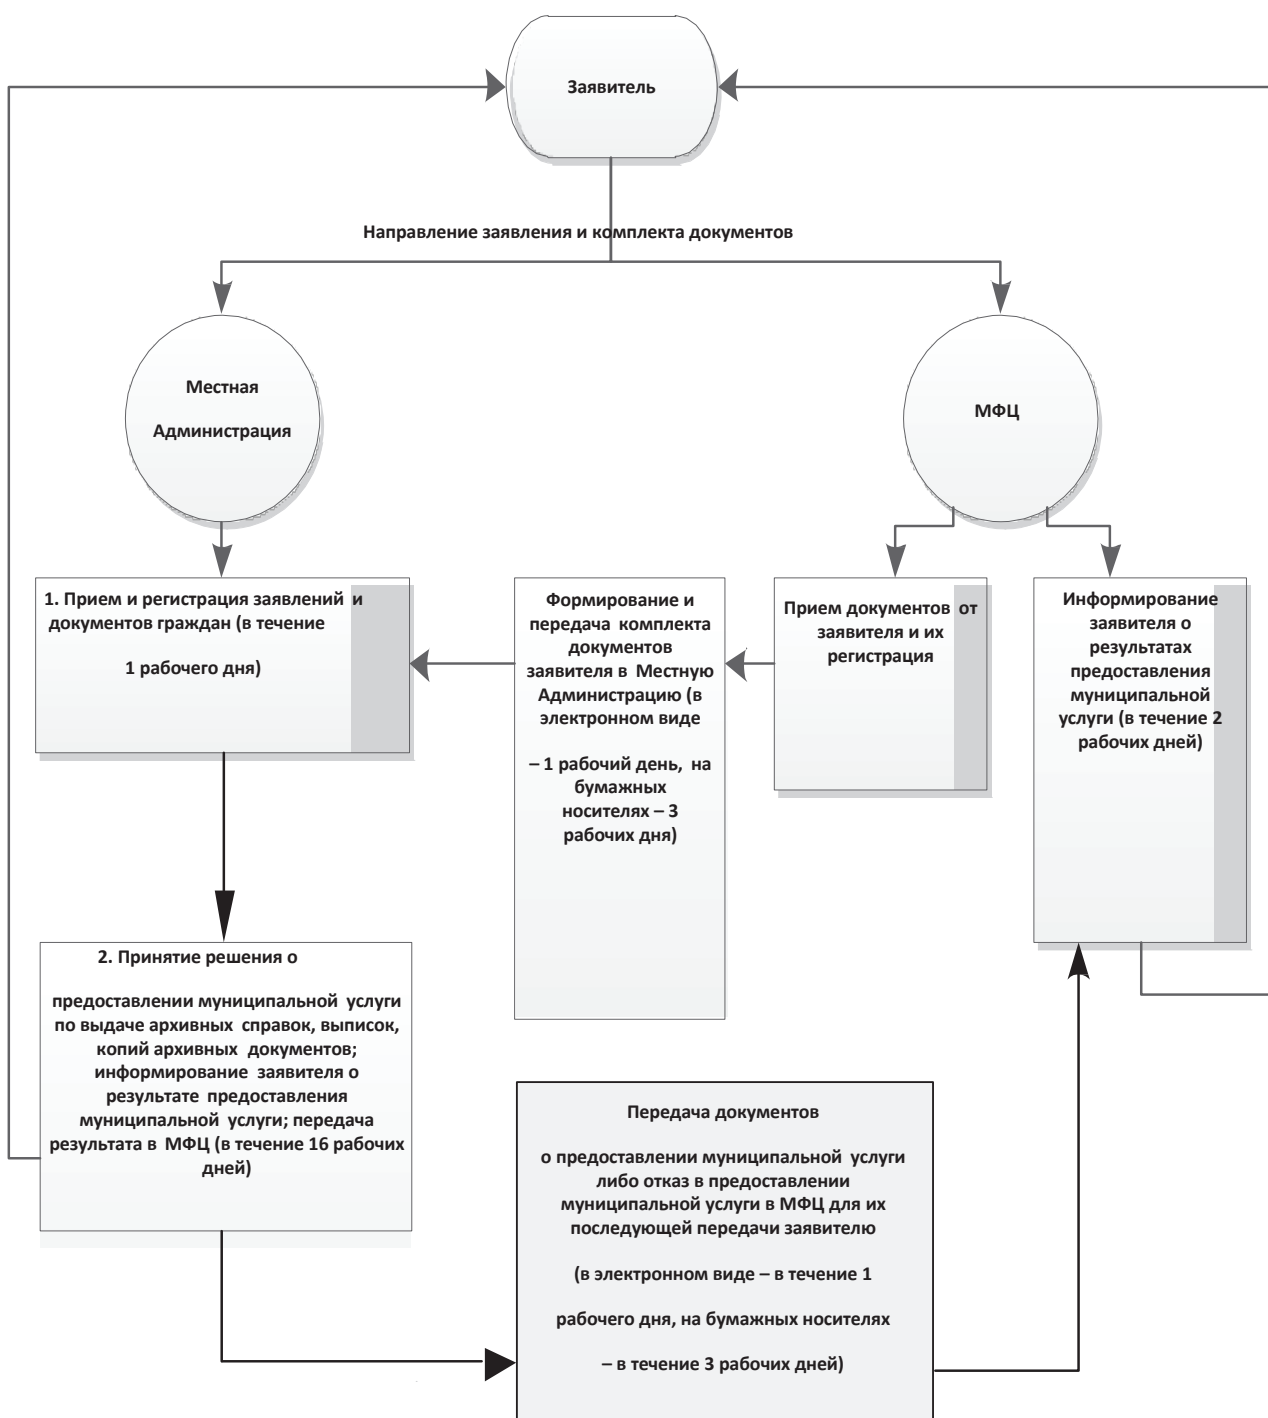 Заявитель
Направление заявления и комплекта документов
Местная
Администрация
МФЦ
1. Прием и регистрация заявлений и
документов граждан (в течение
1 рабочего дня)
Формирование и
передача комплекта
документов
заявителя в Местную
Администрацию (в
электронном виде
– 1 рабочий день, на
бумажных
носителях – 3
рабочих дня)
Прием документов от
заявителя и их
регистрация
Информирование
заявителя о
результатах
предоставления
муниципальной
услуги (в течение 2
рабочих дней)
2. Принятие решения о
предоставлении муниципальной услуги
по выдаче архивных справок, выписок,
копий архивных документов;
информирование заявителя о
результате предоставления
муниципальной услуги; передача
результата в МФЦ (в течение 16 рабочих
дней)
Передача документов
о предоставлении муниципальной услуги
либо отказ в предоставлении
муниципальной услуги в МФЦ для их
последующей передачи заявителю
(в электронном виде – в течение 1
рабочего дня, на бумажных носителях
– в течение 3 рабочих дней)